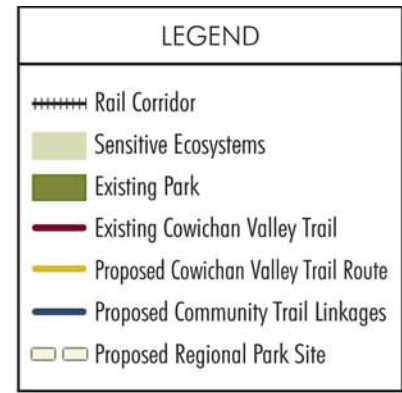 LEGEND
Rail Corridor
Sensitive Ecosystems
Existing Park
Existing Cowichan Valley Trail
Proposed Cowichan Valley Trail Route
Proposed Community Trail Linkages
Proposed Regional Park Site